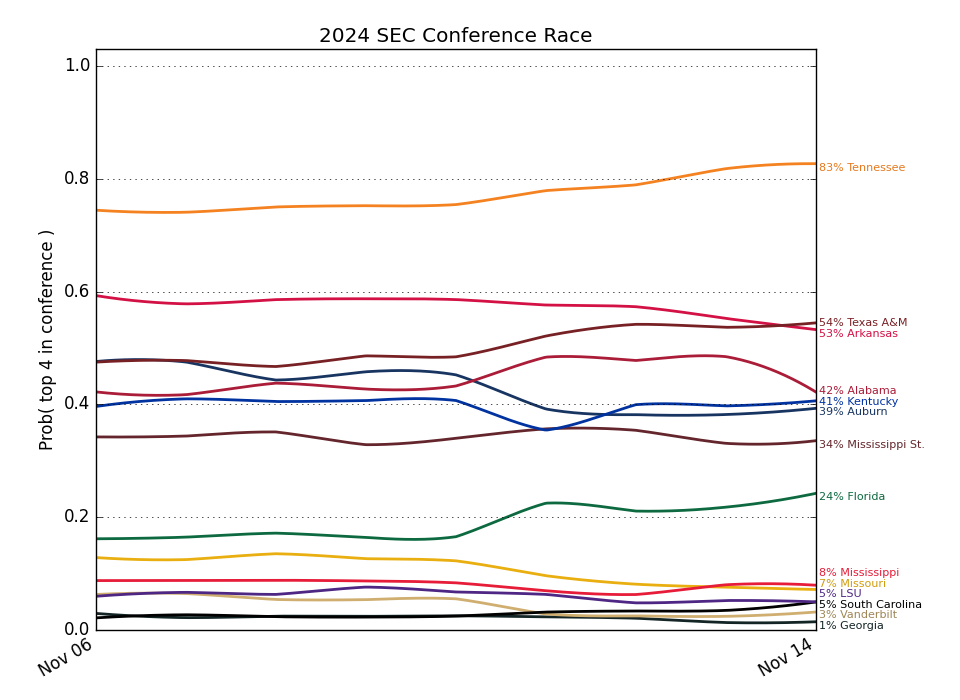 2024 SEC Conference Race
Prob( top 4 in conference )
1.0
0.8
0.6
0.4
0.2
0.0
Nov 06
Nov 14
83% Tennessee
54% Texas A&M
53% Arkansas
42% Alabama
41% Kentucky
39% Auburn
34% Mississippi St.
24% Florida
8% Mississippi
7% Missouri
5% LSU
5% South Carolina
3% Vanderbilt
1% Georgia